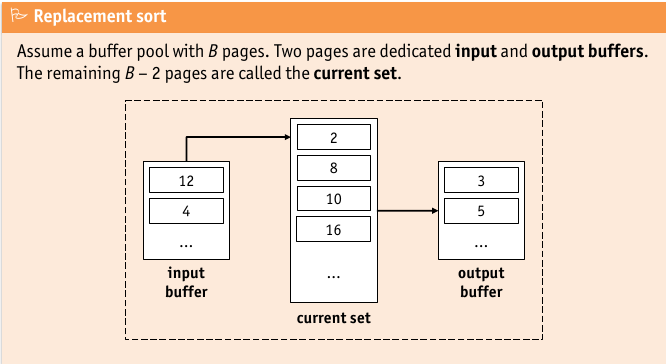 Replacement sort
Assume a buffer pool with B pages. Two pages are dedicated input and output buffers.
The remaining B – 2 pages are called the current set.
12
4
...
input
buffer
2
8
10
16
...
current set
3
5
...
output
buffer